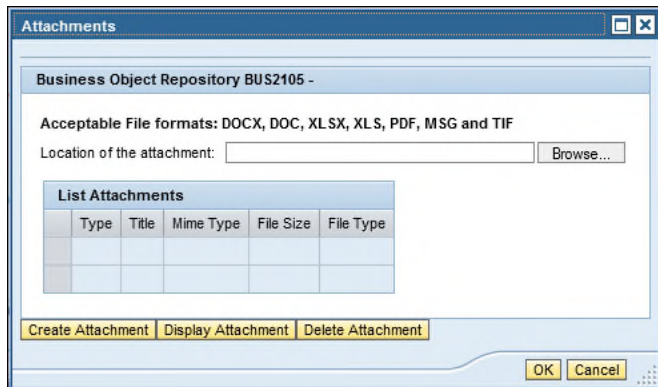 Attachments
Business Object Repository BUS2105 -
Acceptable File formats: DOCX, DOC, XLSX, XLS, PDF, MSG and TIF
Location of the attachment: Browse...
List Attachments
Type Title Mime Type File Size File Type
Create Attachment Display Attachment Delete Attachment
OK Cancel